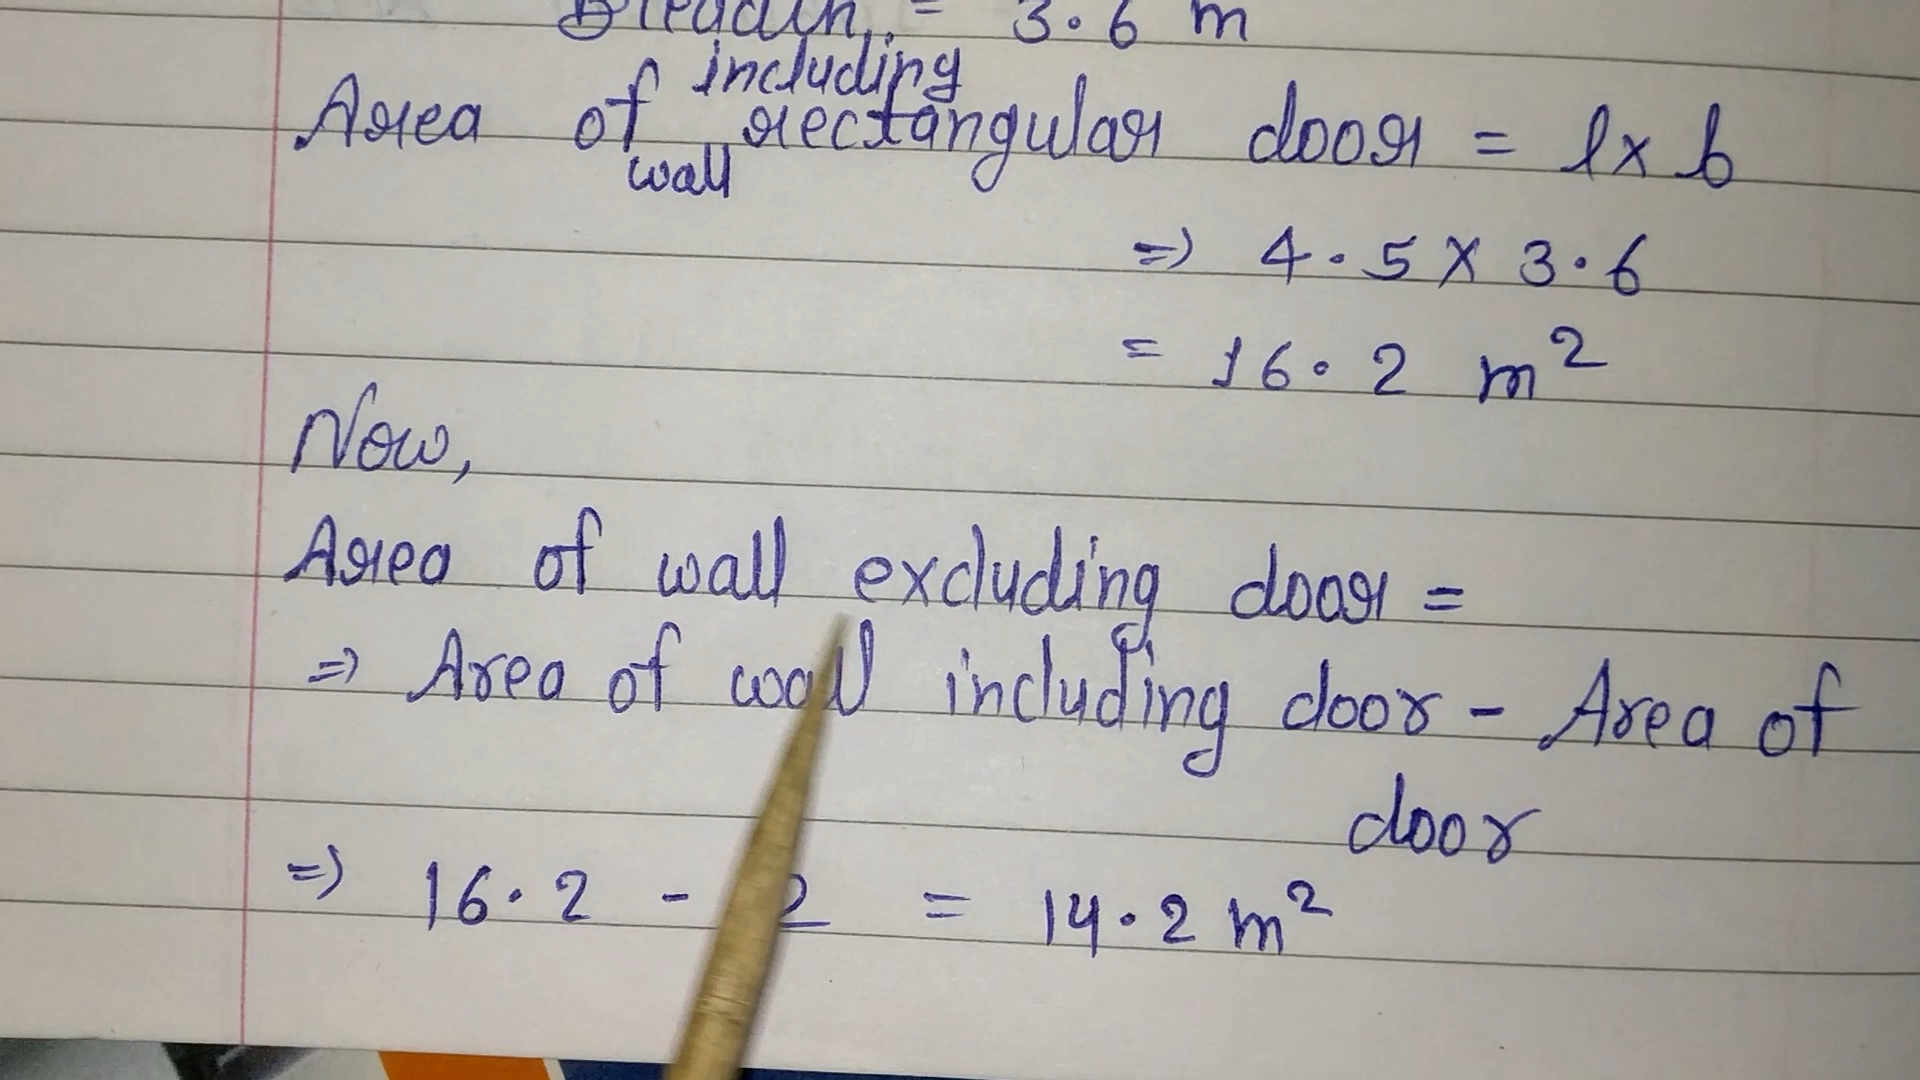 Breadth = 3.6 m
including
Area of rectangular door = l x b
wall
=> 4.5 X 3.6
= 16.2 m²
Now,
Area of wall excluding door =
=> Area of wall including door - Area of
door
=> 16.2 - 2 = 14.2 m²